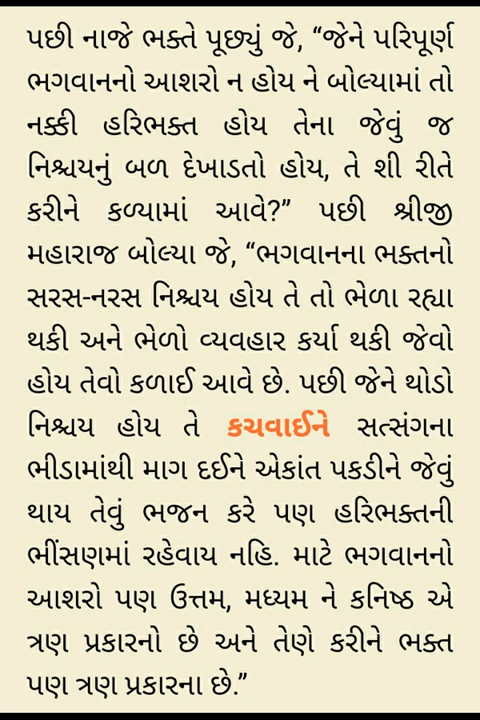 પછી નાજે ભક્તે પૂછ્યું જે, “જેને પરિપૂર્ણ
ભગવાનનો આશરો ન હોય ને બોલ્યામાં તો
નક્કી હરિભક્ત હોય તેના જેવું જ
નિશ્ચયનું બળ દેખાડતો હોય, તે શી રીતે
કરીને કળ્યામાં આવે?” પછી શ્રીજી
મહારાજ બોલ્યા જે, “ભગવાનના ભક્તનો
સરસ-નરસ નિશ્ચય હોય તે તો ભેળા રહ્યા
થકી અને ભેળો વ્યવહાર કર્યા થકી જેવો
હોય તેવો કળાઈ આવે છે. પછી જેને થોડો
નિશ્ચય હોય તે કચવાઈને સત્સંગના
ભીડામાંથી માગ દઈને એકાંત પકડીને જેવું
થાય તેવું ભજન કરે પણ હરિભક્તની
ભીંસણમાં રહેવાય નહિ. માટે ભગવાનનો
આશરો પણ ઉત્તમ, મધ્યમ ને કનિષ્ઠ એ
ત્રણ પ્રકારનો છે અને તેણે કરીને ભક્ત
પણ ત્રણ પ્રકારના છે.”